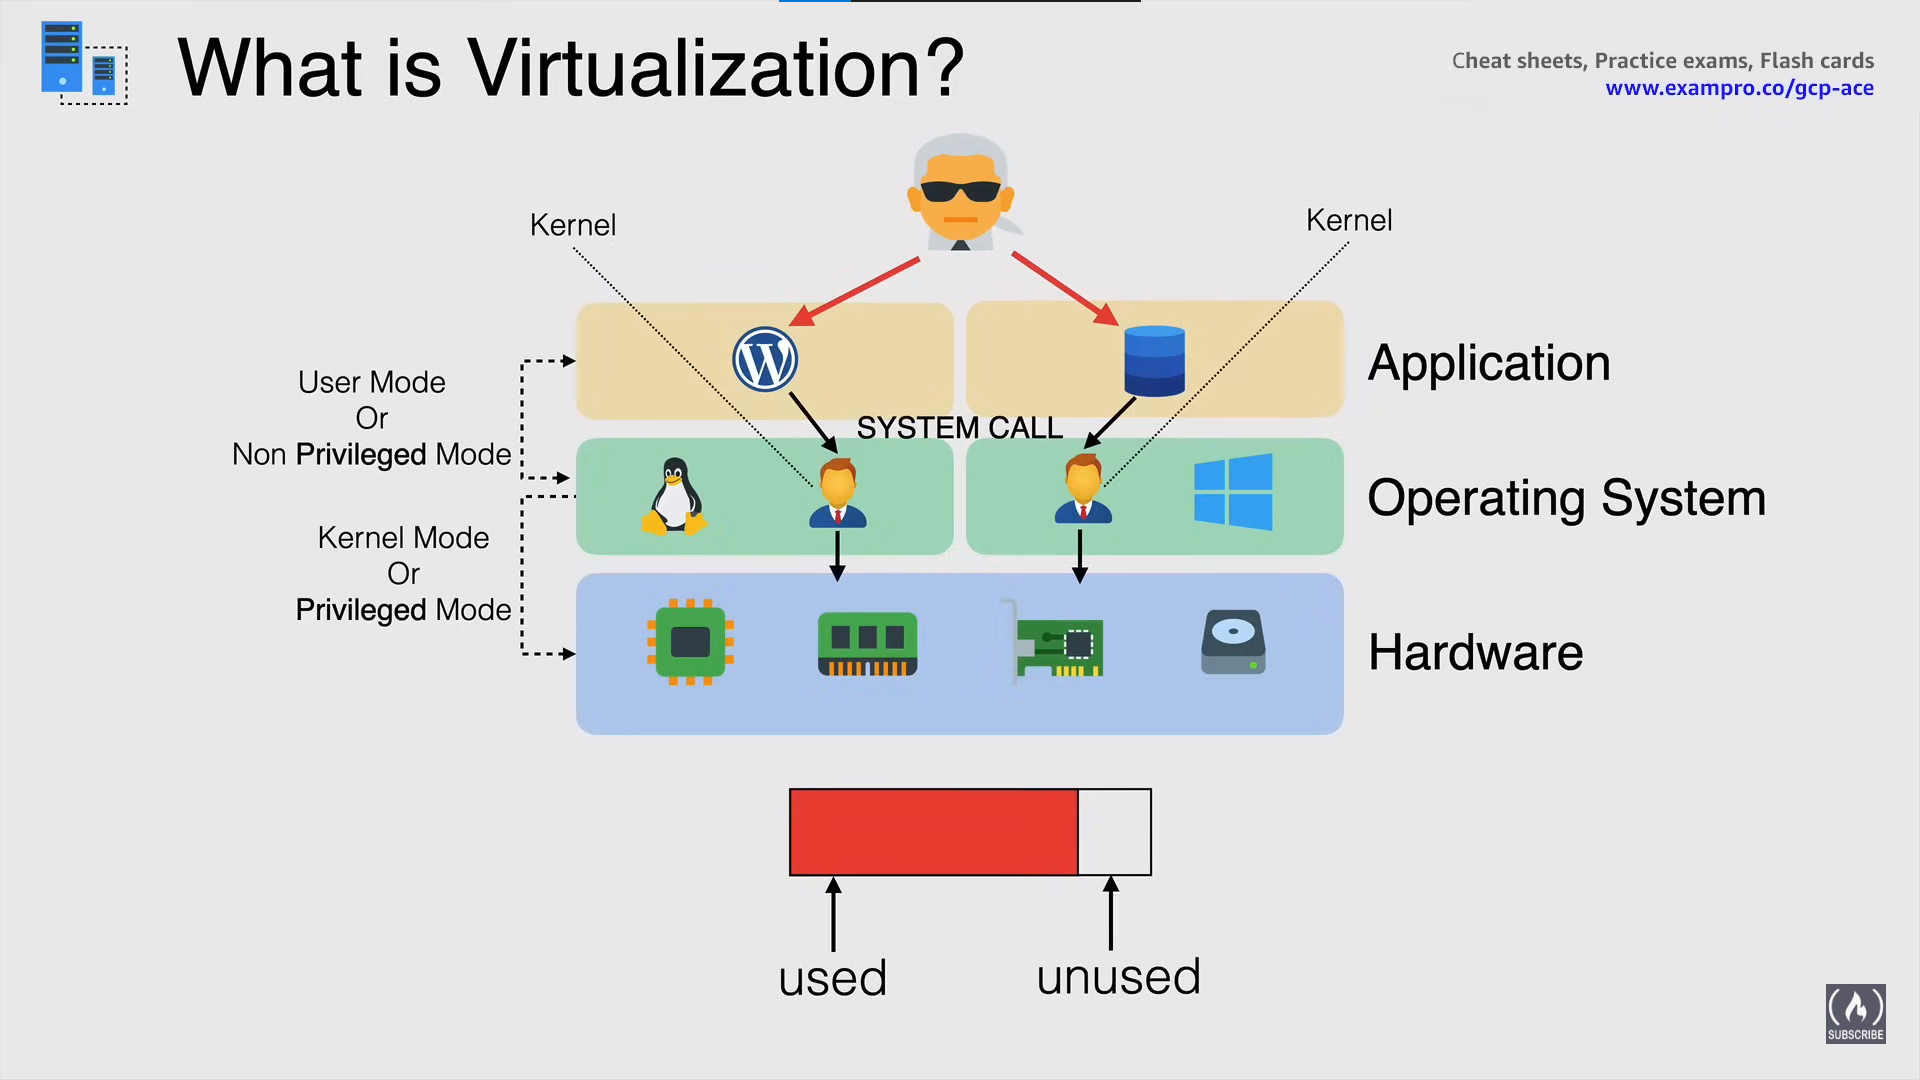 What is Virtualization?
Cheat sheets, Practice exams, Flash cards
www.exampro.co/gcp-ace
Kernel
Kernel
Application
User Mode
Or
Non Privileged Mode
SYSTEM CALL
Operating System
Kernel Mode
Or
Privileged Mode
Hardware
used
unused
SUBSCRIBE